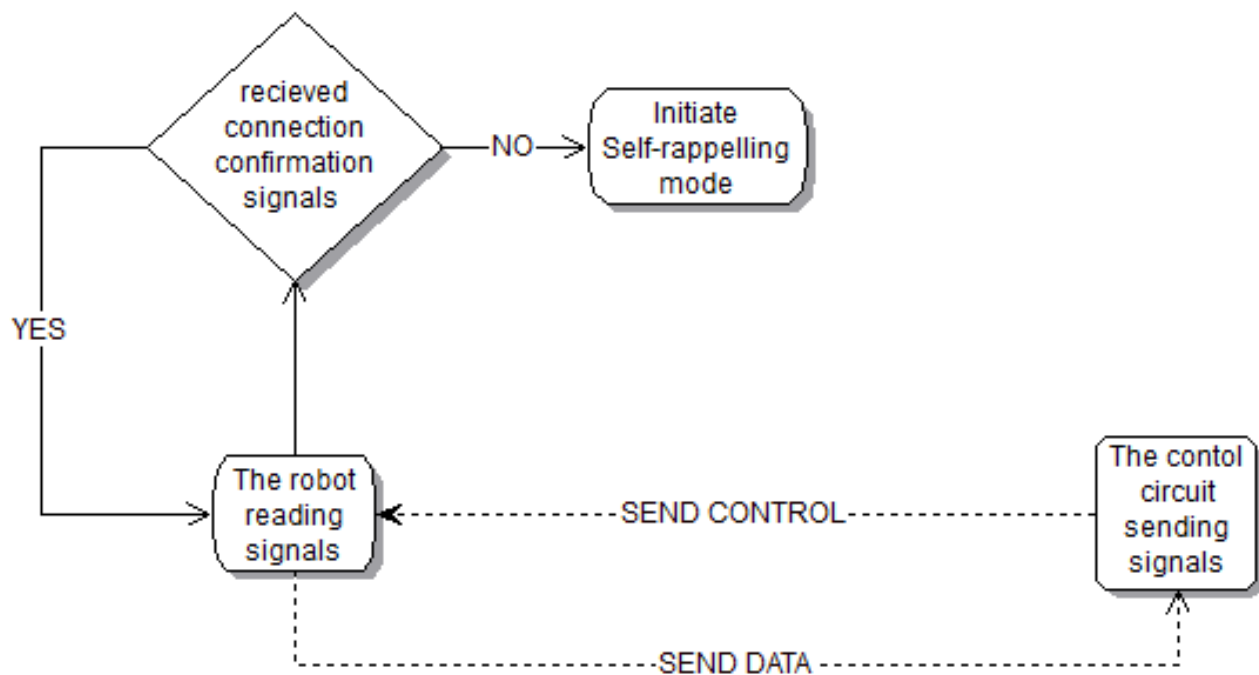 recieved
connection
confirmation
signals
NO
Initiate
Self-rappelling
mode
YES
The robot
reading
signals
SEND CONTROL
The contol
circuit
sending
signals
SEND DATA